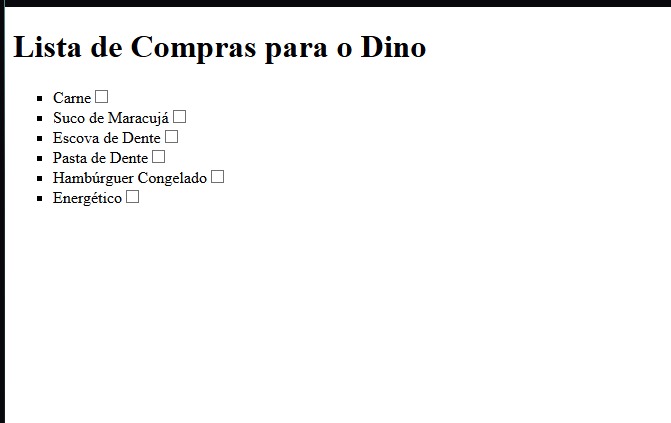 Lista de Compras para o Dino
Carne
Suco de Maracujá
Escova de Dente
Pasta de Dente
Hambúrguer Congelado
Energético